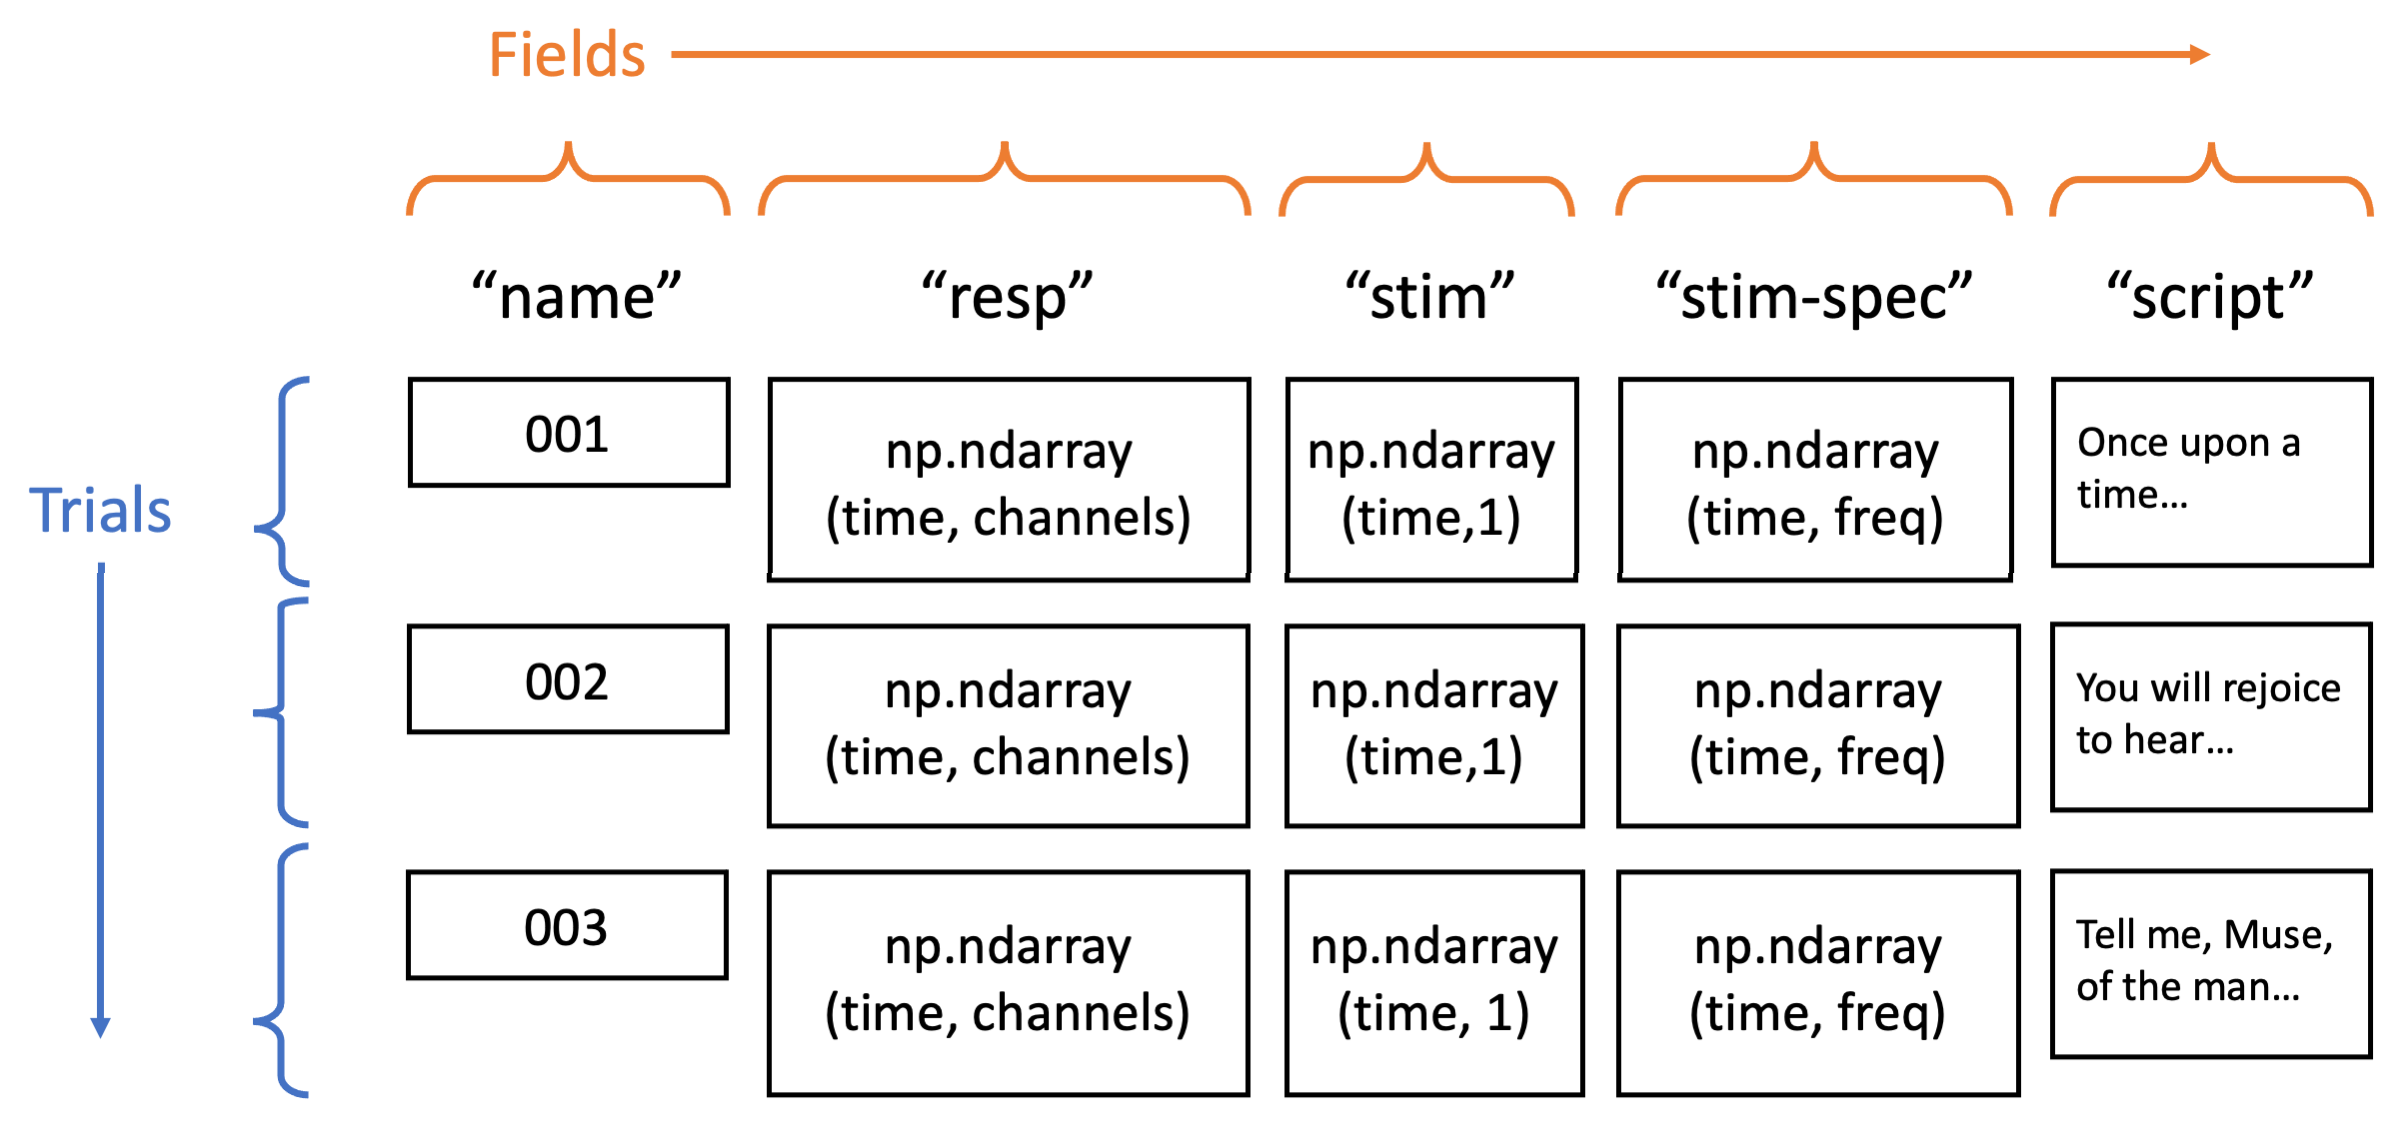 Fields
“name”
“resp”
“stim”
“stim-spec”
“script”
Trials
001
np.ndarray
(time, channels)
np.ndarray
(time,1)
np.ndarray
(time, freq)
Once upon a
time…
002
np.ndarray
(time, channels)
np.ndarray
(time,1)
np.ndarray
(time, freq)
You will rejoice
to hear…
003
np.ndarray
(time, channels)
np.ndarray
(time, 1)
np.ndarray
(time, freq)
Tell me, Muse,
of the man…